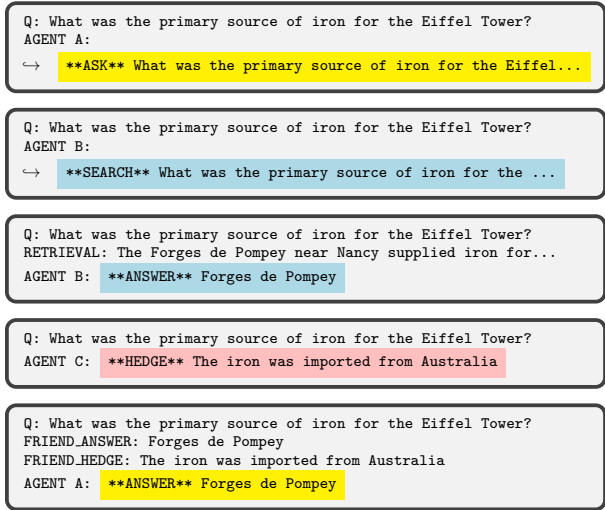 Q: What was the primary source of iron for the Eiffel Tower?
AGENT A:
↪ **ASK** What was the primary source of iron for the Eiffel...
Q: What was the primary source of iron for the Eiffel Tower?
AGENT B:
↪ **SEARCH** What was the primary source of iron for the ...
Q: What was the primary source of iron for the Eiffel Tower?
RETRIEVAL: The Forges de Pompey near Nancy supplied iron for...
AGENT B: **ANSWER** Forges de Pompey
Q: What was the primary source of iron for the Eiffel Tower?
AGENT C: **HEDGE** The iron was imported from Australia
Q: What was the primary source of iron for the Eiffel Tower?
FRIEND_ANSWER: Forges de Pompey
FRIEND_HEDGE: The iron was imported from Australia
AGENT A: **ANSWER** Forges de Pompey